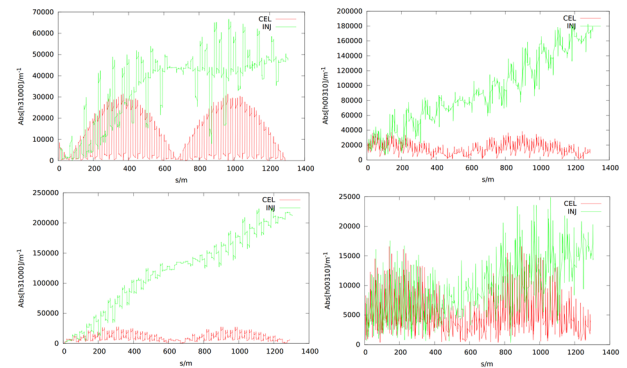 70000
60000
50000
40000
30000
20000
10000
0
Abs[h31000]/m⁻¹
CEL
INJ
0 200 400 600 800 1000 1200 1400
s/m
200000
180000
160000
140000
120000
100000
80000
60000
40000
20000
0
Abs[h00310]/m⁻¹
CEL
INJ
0 200 400 600 800 1000 1200 1400
s/m
250000
200000
150000
100000
50000
0
Abs[h31000]/m⁻¹
CEL
INJ
0 200 400 600 800 1000 1200 1400
s/m
25000
20000
15000
10000
5000
0
Abs[h00310]/m⁻¹
CEL
INJ
200 400 600 800 1000 1200 1400
s/m